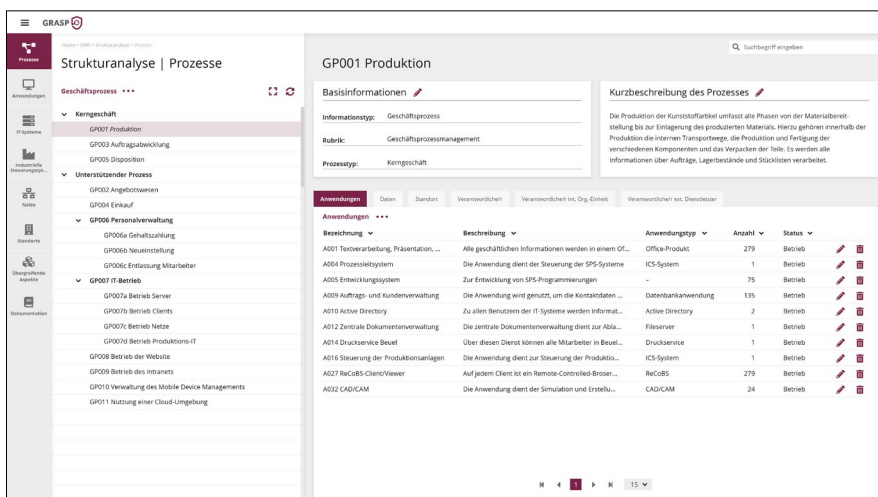 GRASP
Home > ISMS > Strukturanalyse > Prozesse
Suchbegriff eingeben
Prozesse
Anwendungen
IT-Systeme
Industrielle
Steuerungssys...
Netze
Standorte
Übergreifende
Aspekte
Dokumentation
Strukturanalyse | Prozesse
Geschäftsprozess
Kerngeschäft
GP001 Produktion
GP003 Auftragsabwicklung
GP005 Disposition
Unterstützender Prozess
GP002 Angebotswesen
GP004 Einkauf
GP006 Personalverwaltung
GP006a Gehaltszahlung
GP006b Neueinstellung
GP006c Entlassung Mitarbeiter
GP007 IT-Betrieb
GP007a Betrieb Server
GP007b Betrieb Clients
GP007c Betrieb Netze
GP007d Betrieb Produktions-IT
GP008 Betrieb der Website
GP009 Betrieb des Intranets
GP010 Verwaltung des Mobile Device Managements
GP011 Nutzung einer Cloud-Umgebung
GP001 Produktion
Basisinformationen
Informationstyp: Geschäftsprozess
Rubrik: Geschäftsprozessmanagement
Prozesstyp: Kerngeschäft
Kurzbeschreibung des Prozesses
Die Produktion der Kunststoffartikel umfasst alle Phasen von der Materialbereit-
stellung bis zur Einlagerung des produzierten Materials. Hierzu gehören innerhalb der
Produktion die internen Transportwege, die Produktion und Fertigung der
verschiedenen Komponenten und das Verpacken der Teile. Es werden alle
Informationen über Aufträge, Lagerbestände und Stücklisten verarbeitet.
Anwendungen Daten Standort Verantwortliche/r Verantwortliche/r int. Org.-Einheit Verantwortliche/r ext. Dienstleister
Anwendungen
Bezeichnung Beschreibung Anwendungstyp Anzahl Status
A001 Textverarbeitung, Präsentation, ... Alle geschäftlichen Informationen werden in einem Of... Office-Produkt 279 Betrieb
A004 Prozessleitsystem Die Anwendung dient der Steuerung der SPS-Systeme ICS-System 1 Betrieb
A005 Entwicklungssystem Zur Entwicklung von SPS-Programmierungen – 75 Betrieb
A009 Auftrags- und Kundenverwaltung Die Anwendung wird genutzt, um die Kontaktdaten ... Datenbankanwendung 135 Betrieb
A010 Active Directory Zu allen Benutzern der IT-Systeme werden Informat... Active Directory 2 Betrieb
A012 Zentrale Dokumentenverwaltung Die zentrale Dokumentenverwaltung dient zur Abla... Fileserver 1 Betrieb
A014 Druckservice Beuel Über diesen Dienst können alle Mitarbeiter in Beuel... Druckservice 1 Betrieb
A016 Steuerung der Produktionsanlagen Die Anwendung dient zur Steuerung der Produktio... ICS-System 1 Betrieb
A027 ReCoBS-Client/Viewer Auf jedem Client ist ein Remote-Controlled-Broser... ReCoBS 279 Betrieb
A032 CAD/CAM Die Anwendung dient der Simulation und Erstellu... CAD/CAM 24 Betrieb
1 15